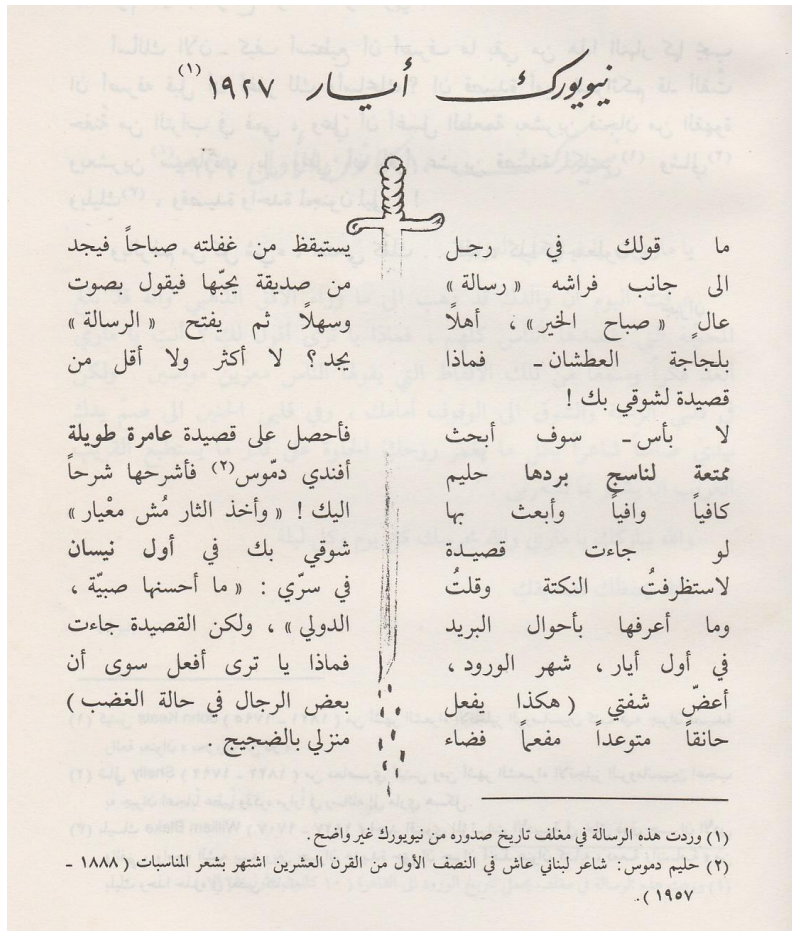 نيويورك أيار ١٩٢٧ (١)
ما قولك في رجل يستيقظ من غفلته صباحاً فيجد
الى جانب فراشه « رسالة » من صديقة يحبّها فيقول بصوت
عالٍ « صباح الخير » ، أهلاً وسهلاً ثم يفتح « الرسالة »
بلجاجة العطشان – فماذا يجد ؟ لا أكثر ولا أقل من
قصيدة لشوقي بك !
لا بأس – سوف أبحث فأحصل على قصيدة عامرة طويلة
ممتعة لناسج بردها حليم أفندي دمّوس (٢) فأشرحها شرحاً
كافياً وافياً وأبعث بها اليك ! « وأخذ الثار مُش معْيار »
لو جاءت قصيدة شوقي بك في أول نيسان
لاستظرفتُ النكتة وقلتُ في سرّي : « ما أحسنها صبيّة ،
وما أعرفها بأحوال البريد الدولي » ، ولكن القصيدة جاءت
في أول أيار ، شهر الورود ، فماذا يا ترى أفعل سوى أن
أعضّ شفتي ( هكذا يفعل بعض الرجال في حالة الغضب )
حانقاً متوعداً مفعماً فضاء منزلي بالضجيج
(١) وردت هذه الرسالة في مغلف تاريخ صدوره من نيويورك غير واضح .
(٢) حليم دموس : شاعر لبناني عاش في النصف الأول من القرن العشرين اشتهر بشعر المناسبات ( ١٨٨٨ –
١٩٥٧ ) .